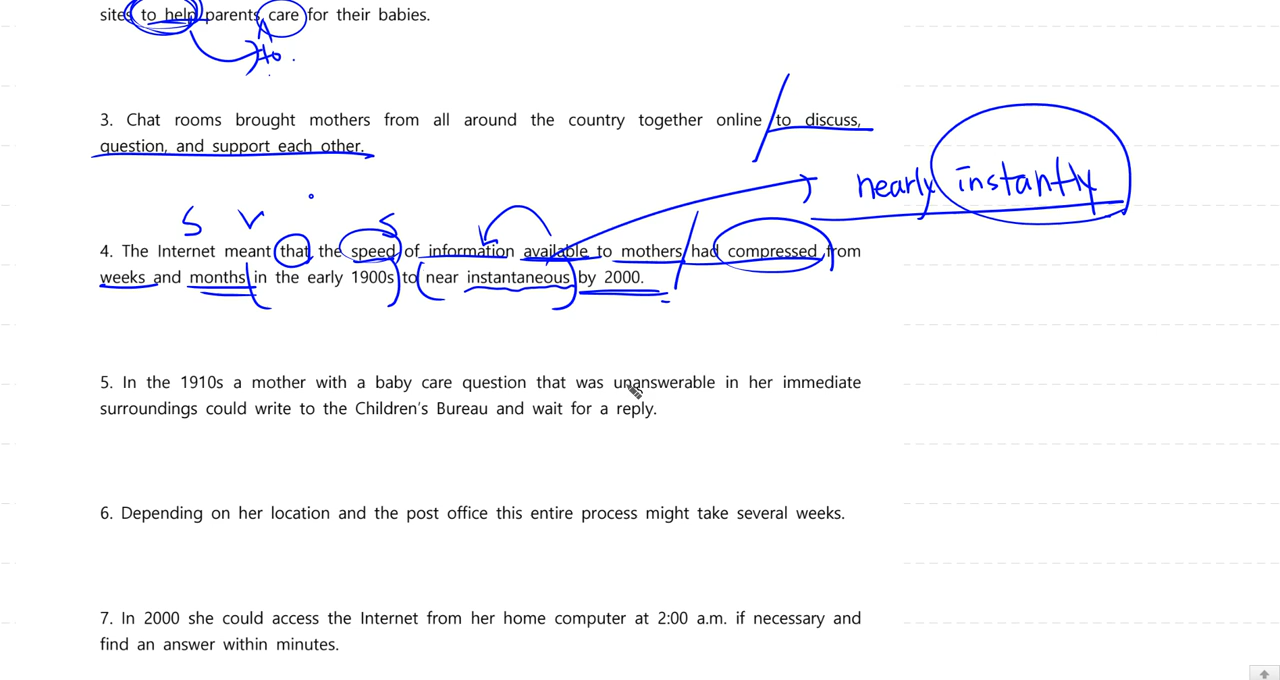 sites to help parents care for their babies.
to.
3. Chat rooms brought mothers from all around the country together online to discuss,
question, and support each other.
nearly instantly
S V S
4. The Internet meant that the speed of information available to mothers had compressed from
weeks and months in the early 1900s to near instantaneous by 2000.
5. In the 1910s a mother with a baby care question that was unanswerable in her immediate
surroundings could write to the Children's Bureau and wait for a reply.
6. Depending on her location and the post office this entire process might take several weeks.
7. In 2000 she could access the Internet from her home computer at 2:00 a.m. if necessary and
find an answer within minutes.